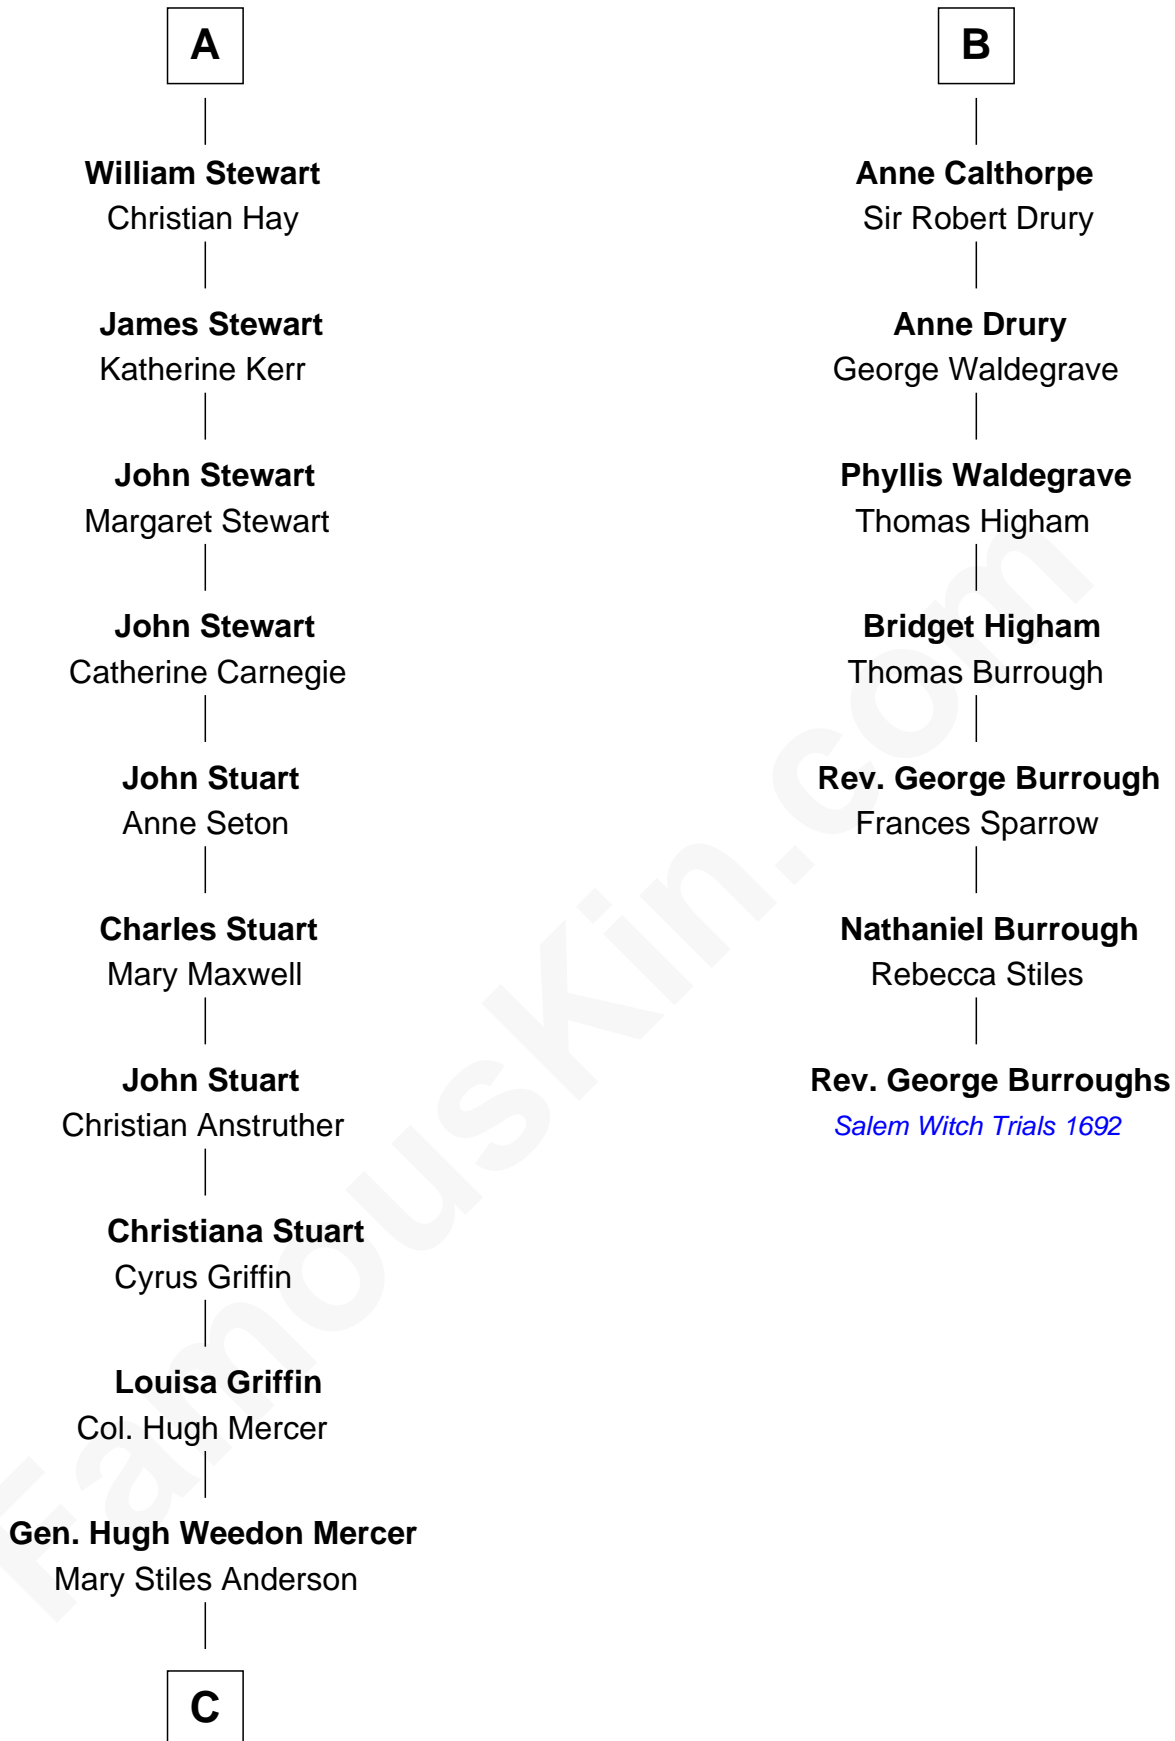 A
William Stewart
Christian Hay
James Stewart
Katherine Kerr
John Stewart
Margaret Stewart
John Stewart
Catherine Carnegie
John Stuart
Anne Seton
Charles Stuart
Mary Maxwell
John Stuart
Christian Anstruther
Christiana Stuart
Cyrus Griffin
Louisa Griffin
Col. Hugh Mercer
Gen. Hugh Weedon Mercer
Mary Stiles Anderson
C
B
Anne Calthorpe
Sir Robert Drury
Anne Drury
George Waldegrave
Phyllis Waldegrave
Thomas Higham
Bridget Higham
Thomas Burrough
Rev. George Burrough
Frances Sparrow
Nathaniel Burrough
Rebecca Stiles
Rev. George Burroughs
Salem Witch Trials 1692
FamousKin.com